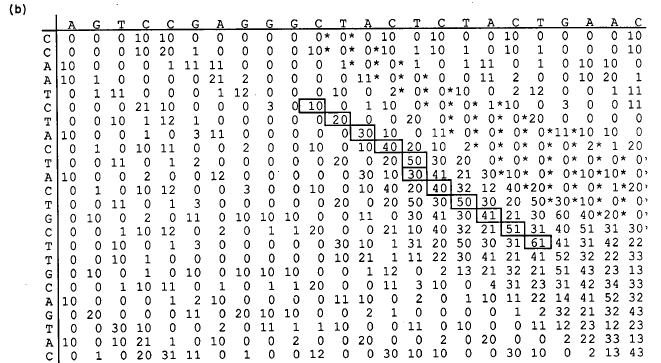 (b)
A G T C C G A G G G C T A C T C T A C T G A A C
C 0 0 0 10 10 0 0 0 0 0 10* 0* 0 10 0 10 0 0 10 0 0 0 0 10
C 0 0 0 10 20 1 0 0 0 0 10* 0* 0*10 1 10 1 0 10 1 0 0 0 10
A 10 0 0 0 1 11 11 0 0 0 0 1* 0*0* 1 0 1 11 0 1 0 10 10 0
A 10 1 0 0 0 21 2 0 0 0 0 0 11* 0* 0* 0 0 11 2 0 0 10 20 1
T 0 1 11 0 0 0 1 12 0 0 0 10 0 2* 0*10 0 2 12 0 0 1 11
C 0 0 0 21 10 0 0 0 3 0 10 0 1 10 0* 0* 1*10 1 0 3 0 0 11
T 0 0 10 1 12 1 0 0 0 0 0 20 0 0 20 0* 0* 0*20 0 0 0 0
A 10 0 0 1 0 3 11 0 0 0 0 0 30 10 0 11* 0 0* 0* 0 *11*10 10 0
C 0 1 0 10 11 0 0 2 0 0 10 0 10 40 20 10 2* 0 10 0* 0* 2* 1 20
T 0 0 11 0 1 2 0 0 0 0 0 20 0 20 50 30 20 0* 0 0* 0 0 0*
A 10 0 0 2 0 0 12 0 0 0 0 0 30 10 30 41 21 30*10* 0 0*10*10 0*
C 0 1 0 10 12 0 0 3 0 0 10 0 10 40 20 40 32 12 40*20* 0 0 1*20
T 0 0 11 0 1 3 0 0 0 0 0 20 0 20 50 30 50 30 20 50*30* 0* 0*
G 10 0 0 2 0 11 0 10 10 10 0 0 11 0 30 41 30 41 21 30 60 40*20* 0*
C 0 0 0 10 12 0 2 0 1 1 20 0 0 21 10 40 32 21 51 31 40 51 31 30*
T 0 0 10 0 1 3 0 0 0 0 0 30 10 1 31 20 50 30 31 61 41 31 42 22
T 0 0 10 0 0 0 0 0 0 0 0 10 21 1 11 22 30 41 21 41 52 32 22 33
G 0 10 0 1 0 10 0 10 10 10 0 0 1 12 0 2 13 21 32 21 51 43 23 13
C 0 0 1 10 11 0 1 0 1 1 20 0 0 11 3 10 0 4 31 23 31 42 34 33
A 10 0 0 0 1 2 10 0 0 0 0 11 10 0 2 0 1 10 11 22 14 41 52 32
G 0 20 0 0 0 11 0 20 10 10 0 0 2 1 0 0 0 1 2 32 21 32 43
T 0 0 30 10 0 0 2 0 11 1 1 10 0 0 11 0 10 0 0 11 12 23 12 23
A 10 0 10 21 1 0 10 0 0 2 0 0 20 0 0 2 0 20 0 0 2 22 33 13
C 0 1 0 20 31 11 0 1 0 0 12 0 0 30 10 10 0 0 30 10 0 2 13 43